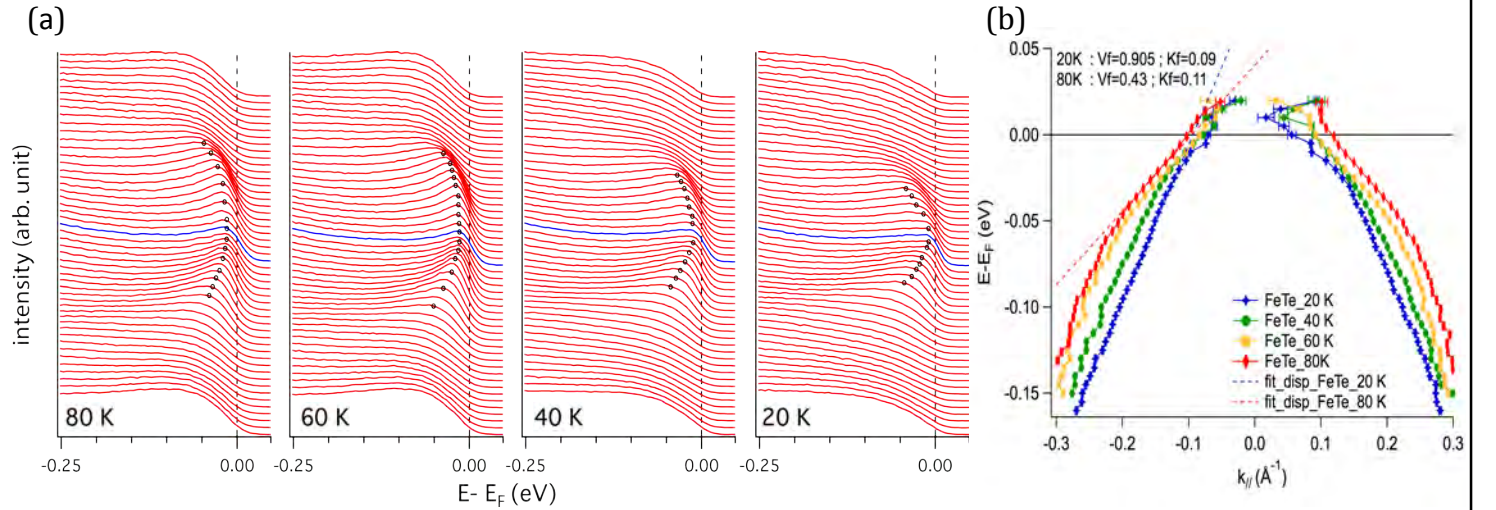 (a)
intensity (arb. unit)
80 K
60 K
40 K
20 K
-0.25
0.00
-0.25
0.00
-0.25
0.00
-0.25
0.00
E- E_F (eV)
(b)
0.05
0.00
-0.05
-0.10
-0.15
E-E_F (eV)
20K : Vf=0.905 ; Kf=0.09
80K : Vf=0.43 ; Kf=0.11
FeTe_20 K
FeTe_40 K
FeTe_60 K
FeTe_80K
fit_disp_FeTe_20 K
fit_disp_FeTe_80 K
-0.3
-0.2
-0.1
0.0
0.1
0.2
0.3
k_// (Å⁻¹)